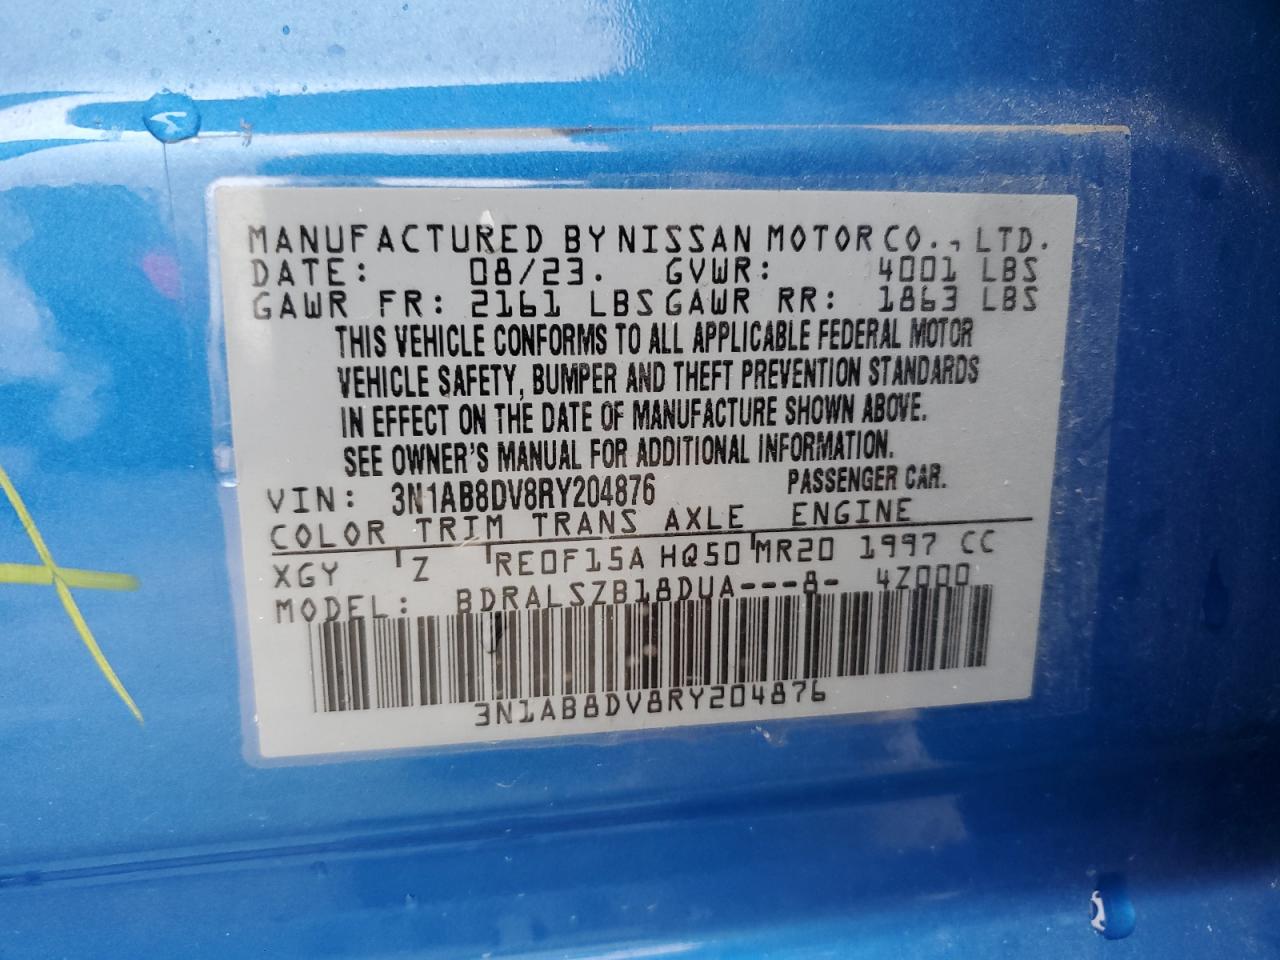 MANUFACTURED BY NISSAN MOTOR CO., LTD.
DATE: 08/23. GVWR: 4001 LBS
GAWR FR: 2161 LBS GAWR RR: 1863 LBS
THIS VEHICLE CONFORMS TO ALL APPLICABLE FEDERAL MOTOR
VEHICLE SAFETY, BUMPER AND THEFT PREVENTION STANDARDS
IN EFFECT ON THE DATE OF MANUFACTURE SHOWN ABOVE.
SEE OWNER'S MANUAL FOR ADDITIONAL INFORMATION.
VIN: 3N1AB8DV8RY204876 PASSENGER CAR.
COLOR TRIM TRANS AXLE ENGINE
XGY Z RE0F15A HQ50 MR20 1997 CC
MODEL: BDRALSZB18DUA---8- 4Z000
3N1AB8DV8RY204876